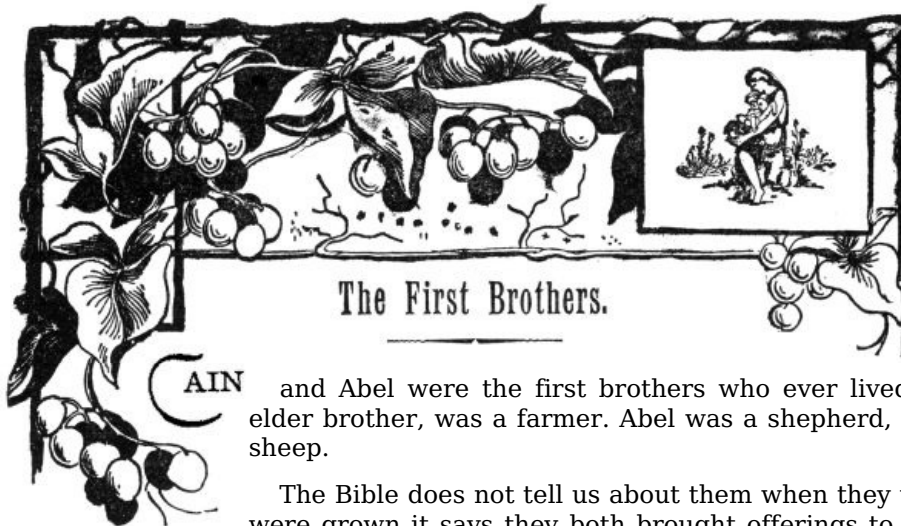 The First Brothers.
CAIN and Abel were the first brothers who ever lived
elder brother, was a farmer. Abel was a shepherd,
sheep.
The Bible does not tell us about them when they
were grown it says they both brought offerings to